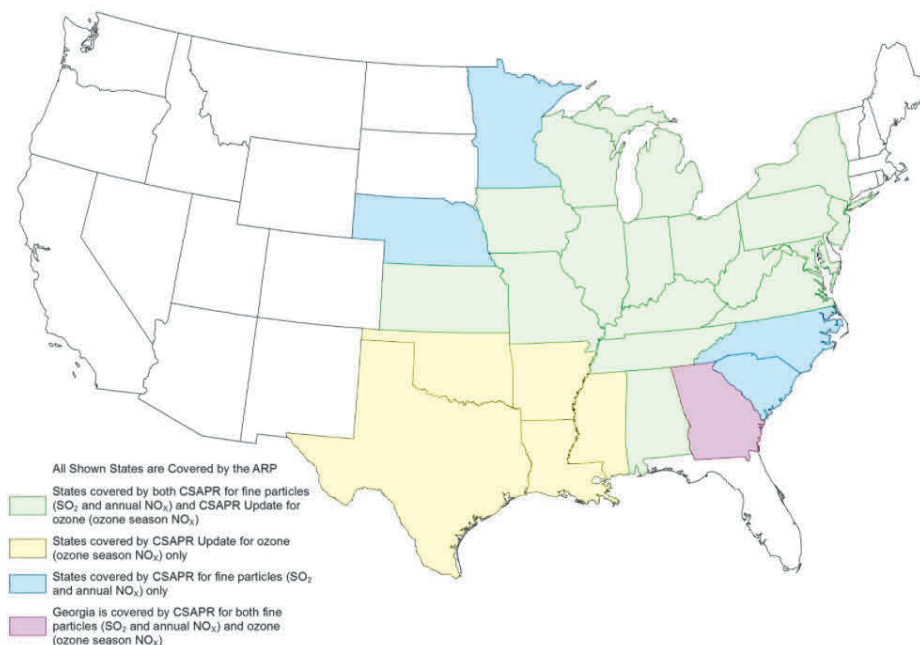 All Shown States are Covered by the ARP
States covered by both CSAPR for fine particles
(SO₂ and annual NOₓ) and CSAPR Update for
ozone (ozone season NOₓ)
States covered by CSAPR Update for ozone
(ozone season NOₓ) only
States covered by CSAPR for fine particles (SO₂
and annual NOₓ) only
Georgia is covered by CSAPR for both fine
particles (SO₂ and annual NOₓ) and ozone
(ozone season NOₓ)